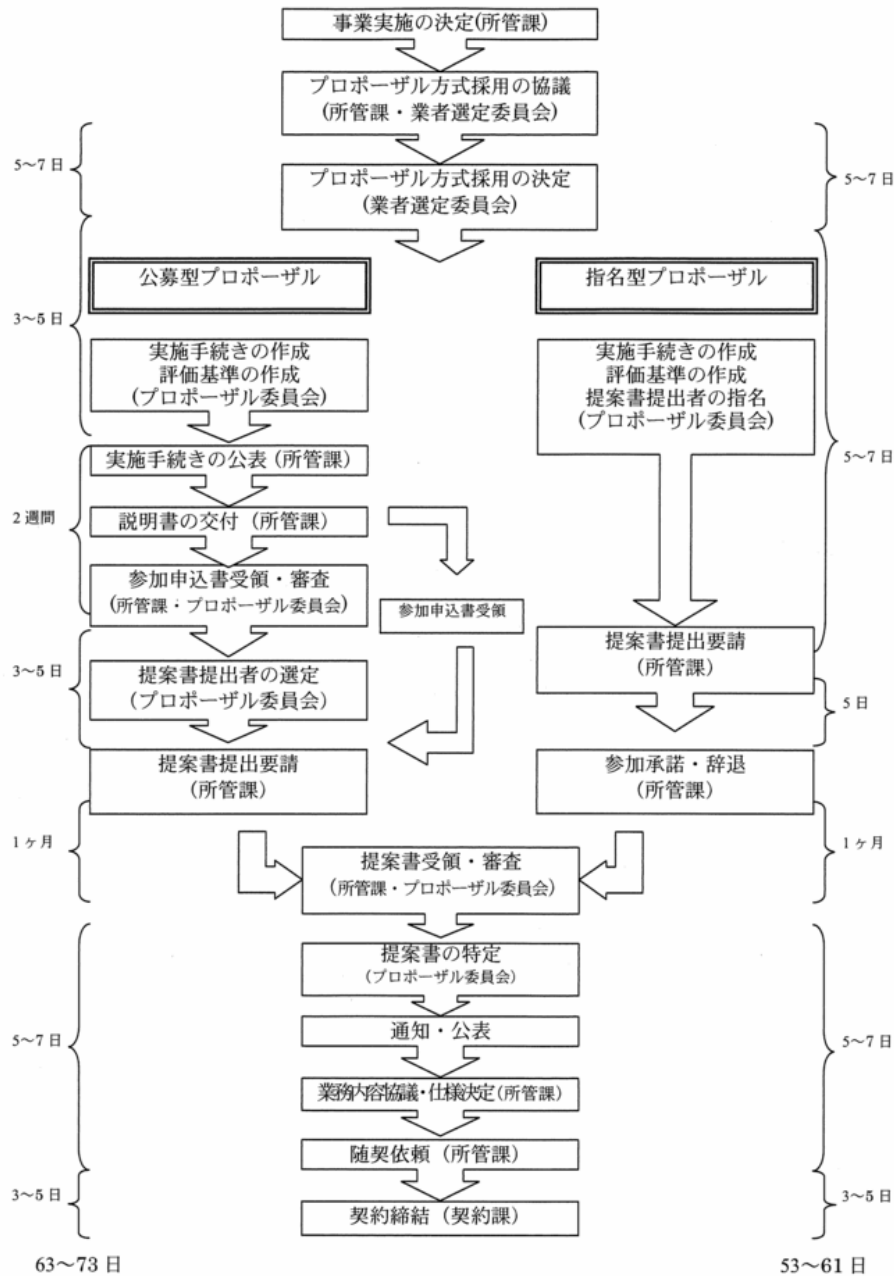 事業実施の決定(所管課)
プロポーザル方式採用の協議
(所管課・業者選定委員会)
5~7日
5~7日
プロポーザル方式採用の決定
(業者選定委員会)
公募型プロポーザル
指名型プロポーザル
3~5日
実施手続きの作成
評価基準の作成
(プロポーザル委員会)
実施手続きの作成
評価基準の作成
提案書提出者の指名
(プロポーザル委員会)
実施手続きの公表(所管課)
5~7日
2週間
説明書の交付(所管課)
参加申込書受領・審査
(所管課・プロポーザル委員会)
参加申込書受領
3~5日
提案書提出者の選定
(プロポーザル委員会)
提案書提出要請
(所管課)
5日
提案書提出要請
(所管課)
参加承諾・辞退
(所管課)
1ヶ月
1ヶ月
提案書受領・審査
(所管課・プロポーザル委員会)
提案書の特定
(プロポーザル委員会)
通知・公表
5~7日
5~7日
業務内容協議・仕様決定(所管課)
随契依頼(所管課)
3~5日
3~5日
契約締結(契約課)
63~73日
53~61日